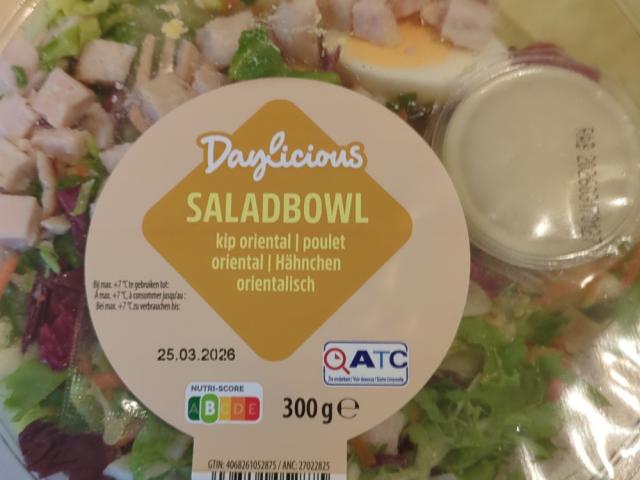 Daylicious
SALADBOWL
kip oriental | poulet
oriental | Hähnchen
orientalisch
Bij max. +7 °C te gebruiken tot:
À max. +7 °C, à consommer jusqu'au :
Bei max. +7 °C zu verbrauchen bis:
25.03.2026
ATC
NUTRI-SCORE
A B C D E
300 g e
GTIN: 4068261052875 / ANC: 27022825